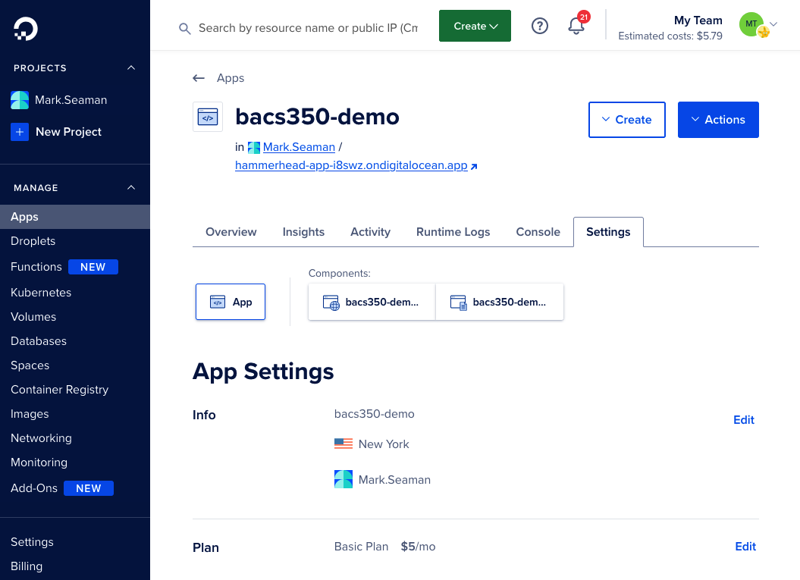 PROJECTS
Mark.Seaman
New Project
MANAGE
Apps
Droplets
Functions NEW
Kubernetes
Volumes
Databases
Spaces
Container Registry
Images
Networking
Monitoring
Add-Ons NEW
Settings
Billing
Search by resource name or public IP (Cm
Create
21
My Team
Estimated costs: $5.79
MT
← Apps
bacs350-demo
in Mark.Seaman /
hammerhead-app-i8swz.ondigitalocean.app
Create
Actions
Overview Insights Activity Runtime Logs Console Settings
Components:
App
bacs350-dem...
bacs350-dem...
App Settings
Info
bacs350-demo
Edit
New York
Mark.Seaman
Plan
Basic Plan $5/mo
Edit